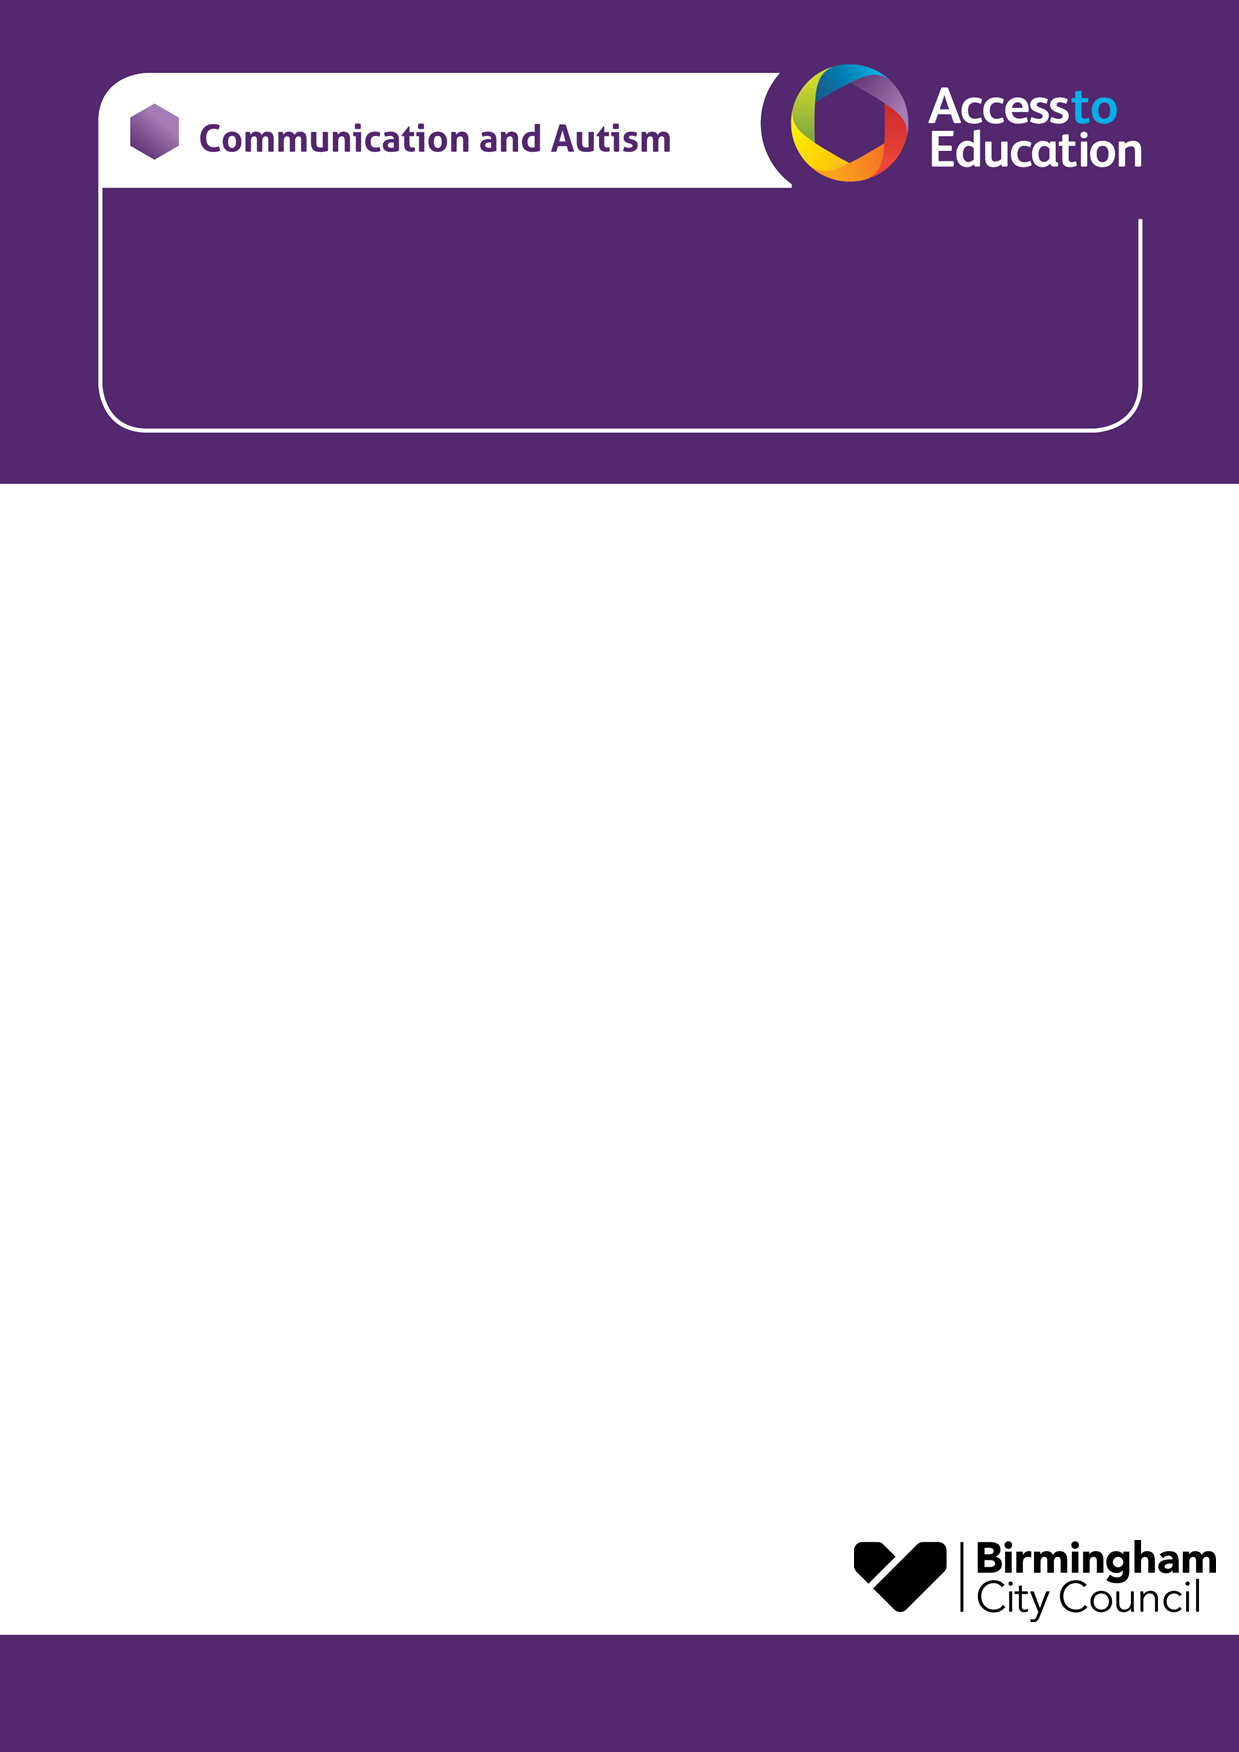 Communication and Autism
Access to
Education
Birmingham
City Council